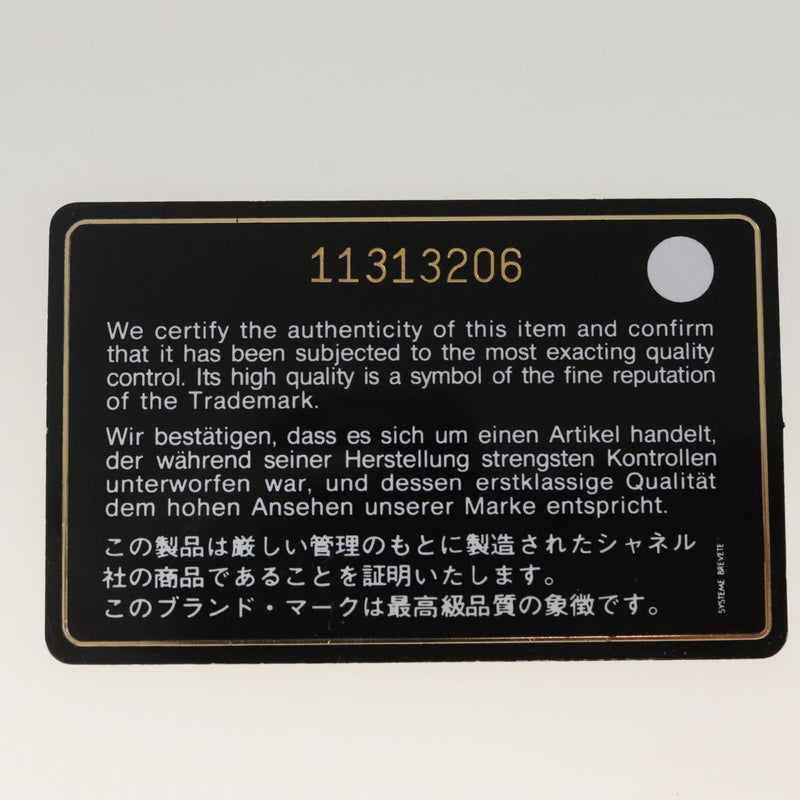 11313206
We certify the authenticity of this item and confirm
that it has been subjected to the most exacting quality
control. Its high quality is a symbol of the fine reputation
of the Trademark.
Wir bestätigen, dass es sich um einen Artikel handelt,
der während seiner Herstellung strengsten Kontrollen
unterworfen war, und dessen erstklassige Qualität
dem hohen Ansehen unserer Marke entspricht.
この製品は厳しい管理のもとに製造されたシャネル
社の商品であることを証明いたします。
このブランド・マークは最高級品質の象徴です。
SYSTEME BREVETE